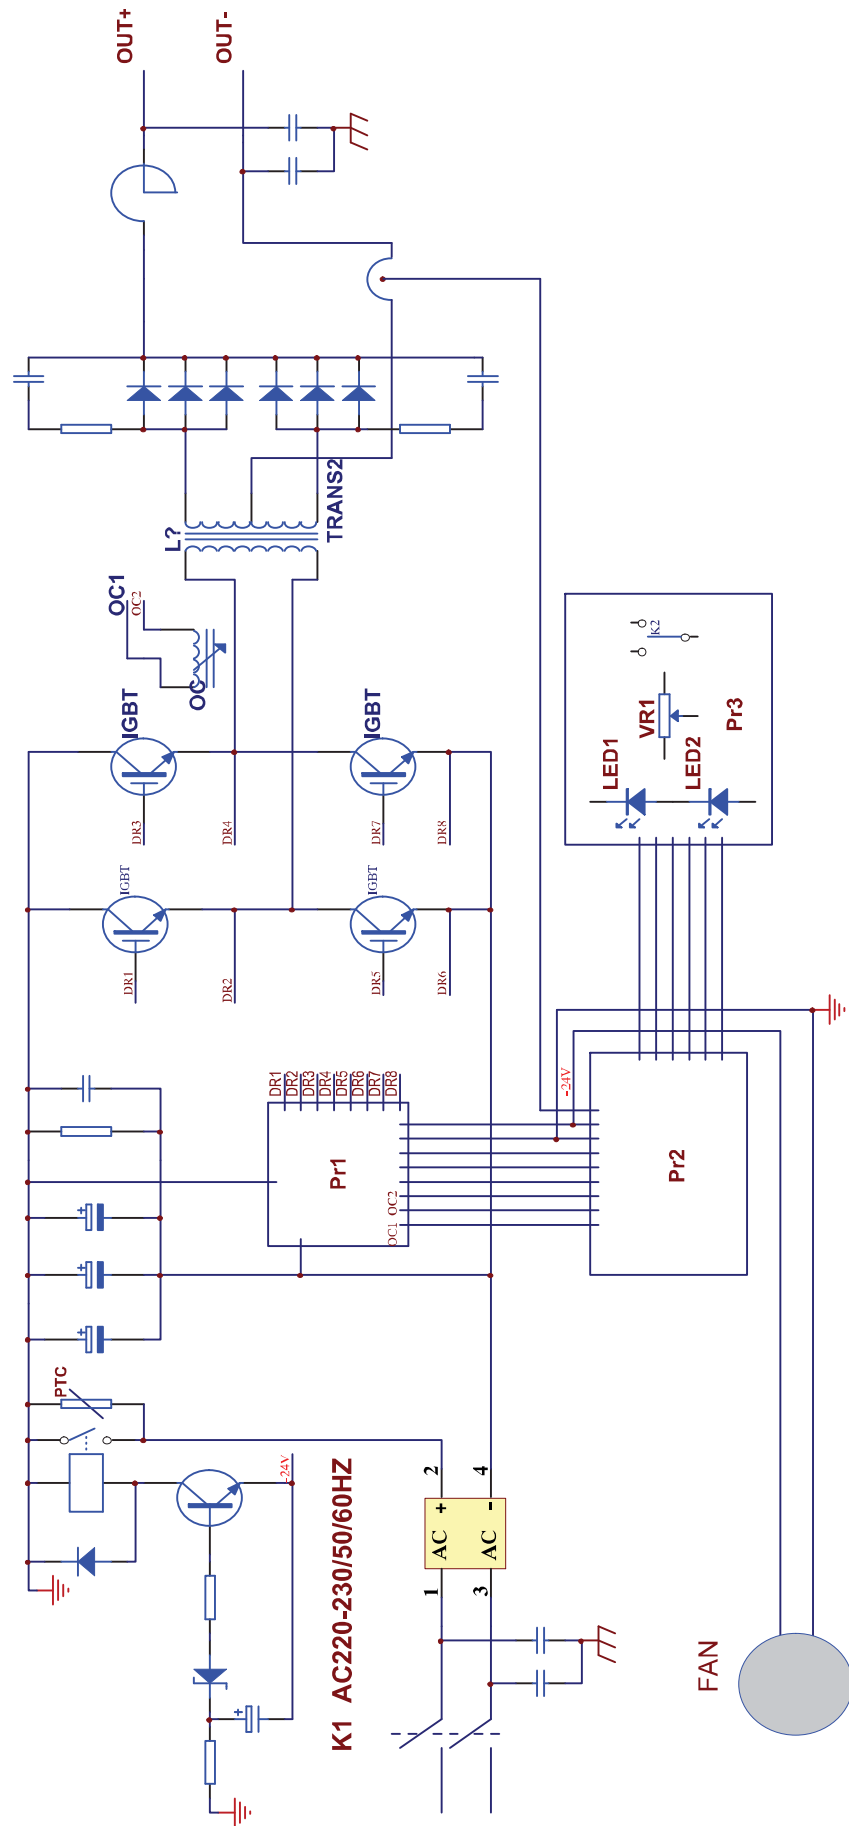 OUT+
OUT-
L?
TRANS2
OC1
OC2
OC
IGBT
IGBT
DR3
DR4
DR7
DR8
IGBT
IGBT
DR1
DR2
DR5
DR6
K2
VR1
Pr3
LED1
LED2
DR1
DR2
DR3
DR4
DR5
DR6
DR7
DR8
Pr1
OC1
OC2
-24V
Pr2
PTC
-24V
+
+
+
2
4
AC +
AC -
1
3
K1 AC220-230/50/60HZ
+
FAN